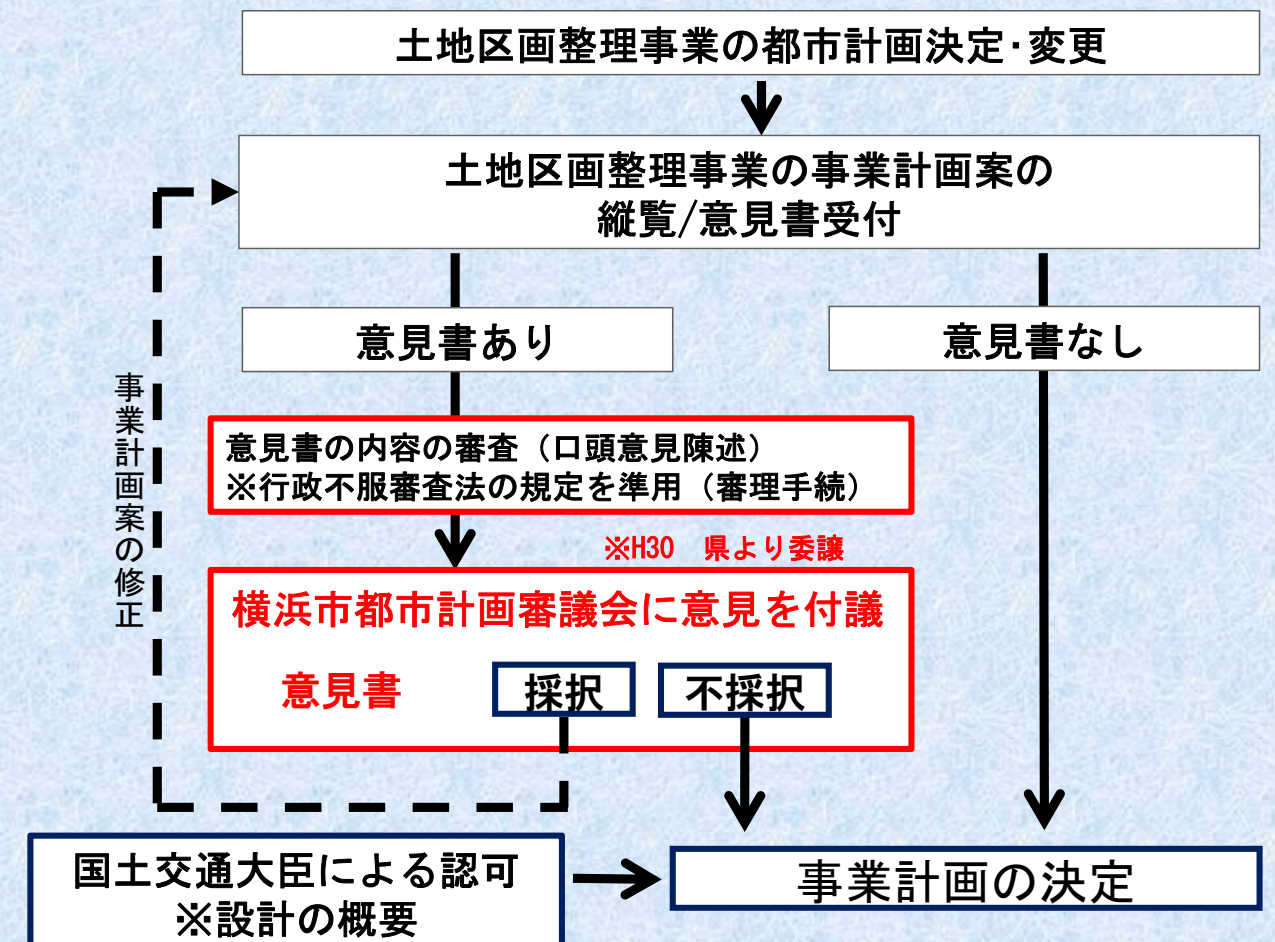 土地区画整理事業の都市計画決定・変更
土地区画整理事業の事業計画案の
縦覧/意見書受付
意見書あり
意見書なし
事業計画案の修正
意見書の内容の審査（口頭意見陳述）
※行政不服審査法の規定を準用（審理手続）
※H30　県より委譲
横浜市都市計画審議会に意見を付議
意見書
採択
不採択
国土交通大臣による認可
※設計の概要
事業計画の決定